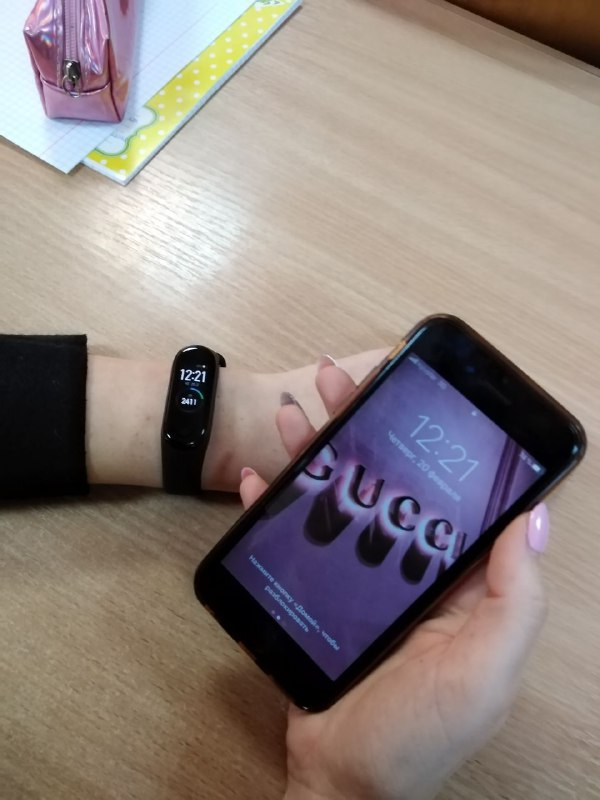 12:21
2411
12:21
Четверг, 20 февраля
GUCCI
Нажмите кнопку «Домой», чтобы
разблокировать